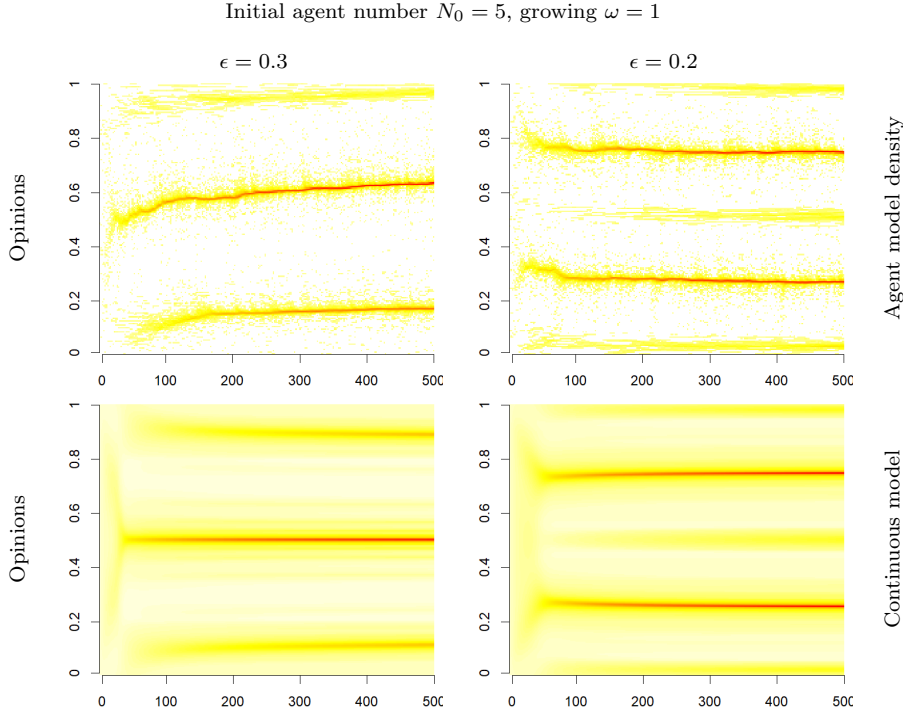 Initial agent number N₀ = 5, growing ω = 1
ϵ = 0.3
ϵ = 0.2
Opinions
0 0.2 0.4 0.6 0.8 1
0 100 200 300 400 500
0 0.2 0.4 0.6 0.8 1
0 100 200 300 400 500
Agent model density
Opinions
0 0.2 0.4 0.6 0.8 1
0 100 200 300 400 500
0 0.2 0.4 0.6 0.8 1
0 100 200 300 400 500
Continuous model